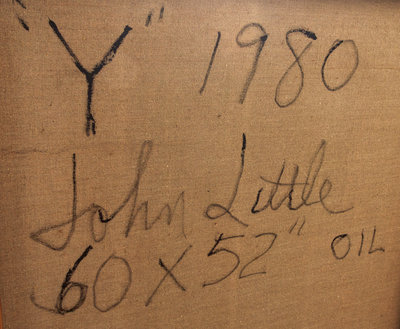 "Y" 1980
John Little
60 X 52" OIL